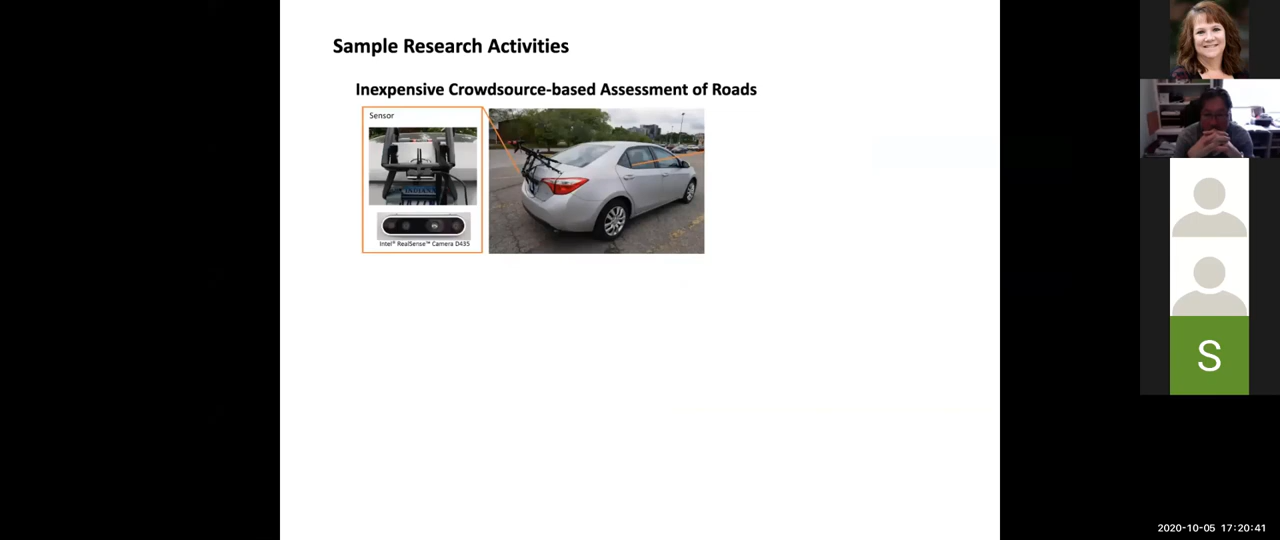 Sample Research Activities
Inexpensive Crowdsource-based Assessment of Roads
Sensor
INDIANA
Intel® RealSense™ Camera D435
S
2020-10-05 17:20:41